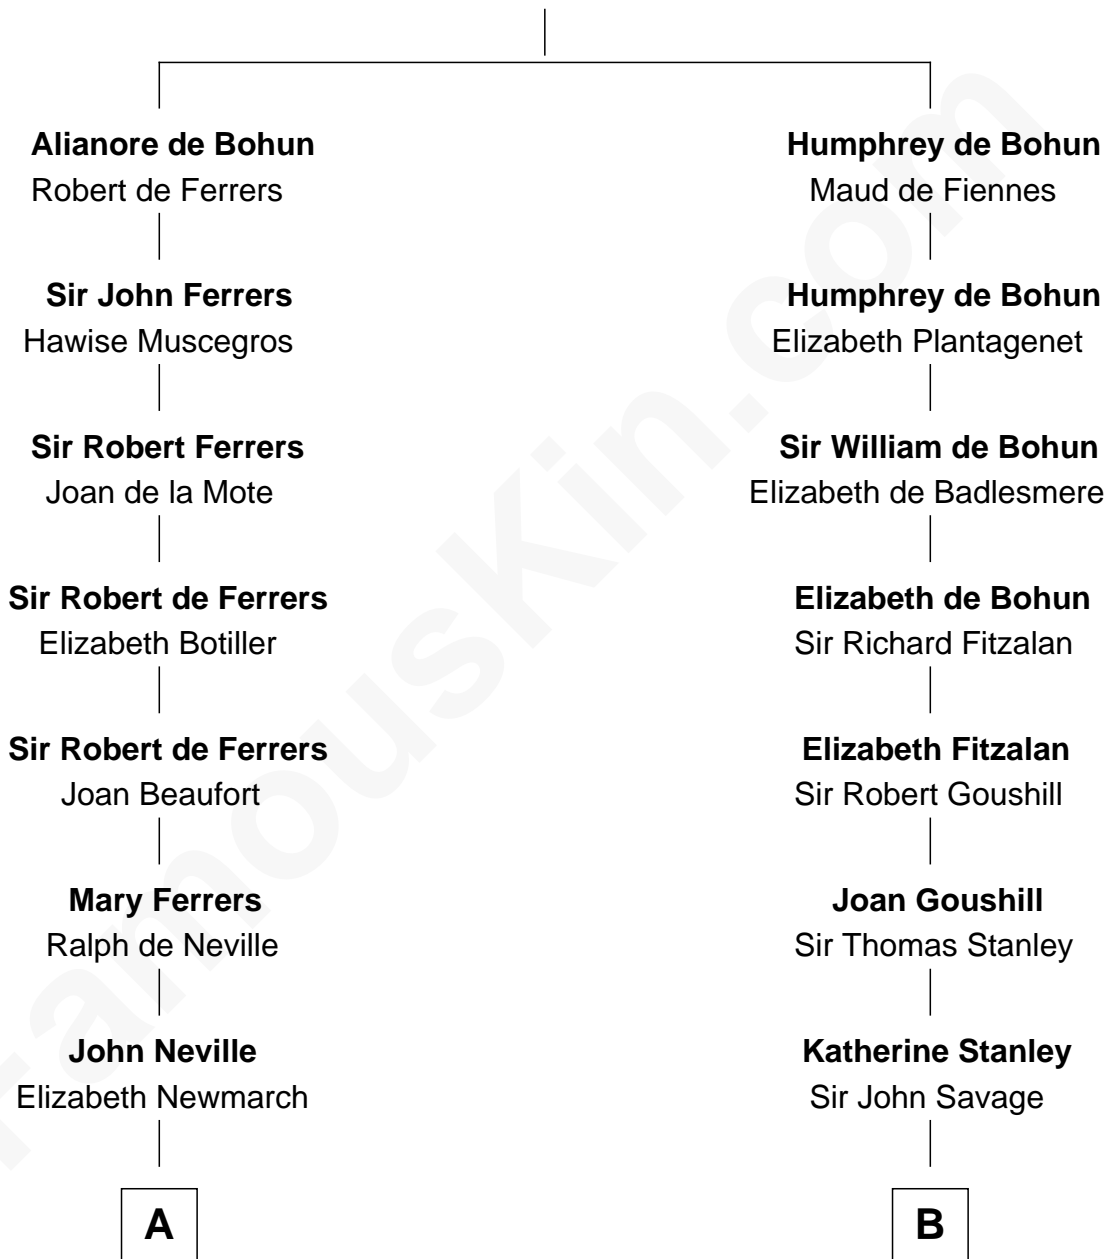 Alianore de Bohun
Robert de Ferrers
Sir John Ferrers
Hawise Muscegros
Sir Robert Ferrers
Joan de la Mote
Sir Robert de Ferrers
Elizabeth Botiller
Sir Robert de Ferrers
Joan Beaufort
Mary Ferrers
Ralph de Neville
John Neville
Elizabeth Newmarch
A
Humphrey de Bohun
Maud de Fiennes
Humphrey de Bohun
Elizabeth Plantagenet
Sir William de Bohun
Elizabeth de Badlesmere
Elizabeth de Bohun
Sir Richard Fitzalan
Elizabeth Fitzalan
Sir Robert Goushill
Joan Goushill
Sir Thomas Stanley
Katherine Stanley
Sir John Savage
B
FamousKin.com